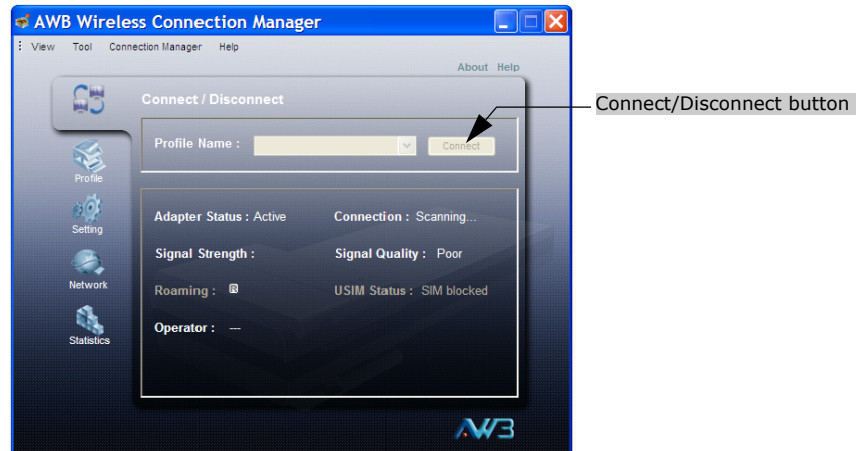 AWB Wireless Connection Manager
View Tool Connection Manager Help
About Help
Connect / Disconnect
Connect/Disconnect button
Profile Name :
Connect
Profile
Adapter Status : Active Connection : Scanning...
Setting
Signal Strength : Signal Quality : Poor
Network
Roaming : R USIM Status : SIM blocked
Operator : ---
Statistics
AWB